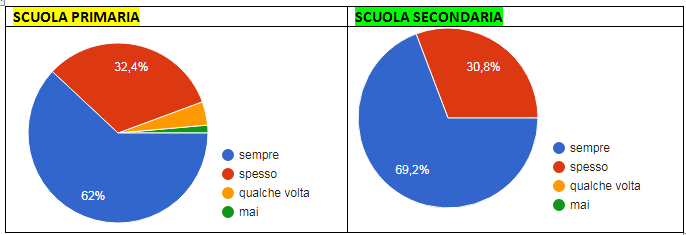 SCUOLA PRIMARIA
32,4%
62%
sempre
spesso
qualche volta
mai
SCUOLA SECONDARIA
30,8%
69,2%
sempre
spesso
qualche volta
mai